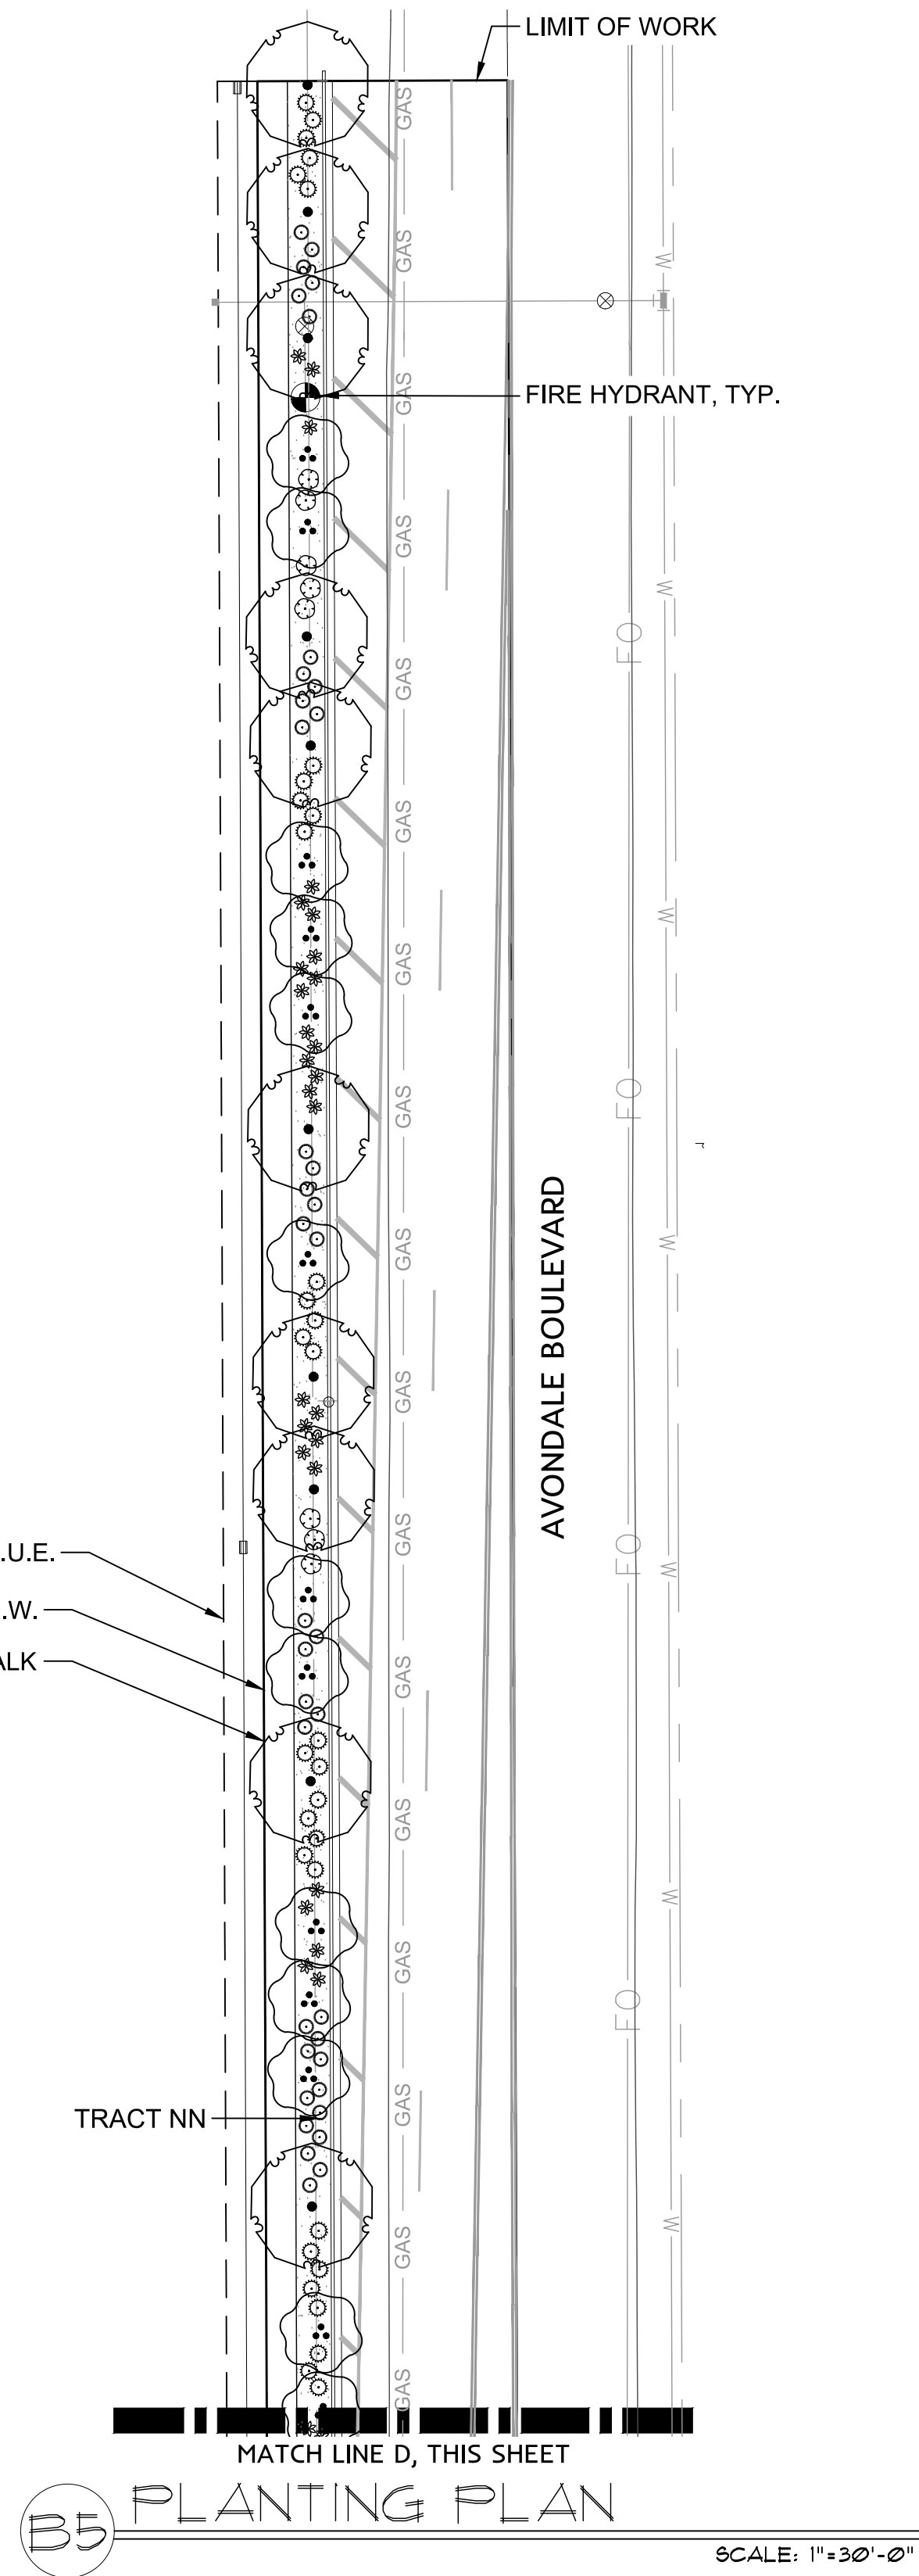 LIMIT OF WORK
GAS
GAS
W
GAS
FIRE HYDRANT, TYP.
GAS
W
FO
GAS
GAS
W
GAS
FO
GAS
AVONDALE BOULEVARD
GAS
W
GAS
.U.E.
GAS
FO
W
.W.
ALK
GAS
GAS
W
GAS
FO
TRACT NN
GAS
W
GAS
GAS
MATCH LINE D, THIS SHEET
B5 PLANTING PLAN
SCALE: 1"=30'-0"